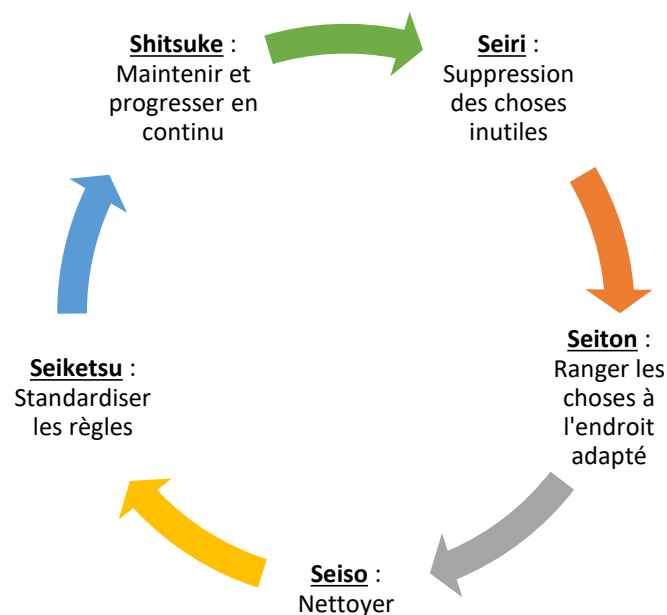 Shitsuke :
Maintenir et
progresser en
continu
Seiri :
Suppression
des choses
inutiles
Seiton :
Ranger les
choses à
l'endroit
adapté
Seiso :
Nettoyer
Seiketsu :
Standardiser
les règles